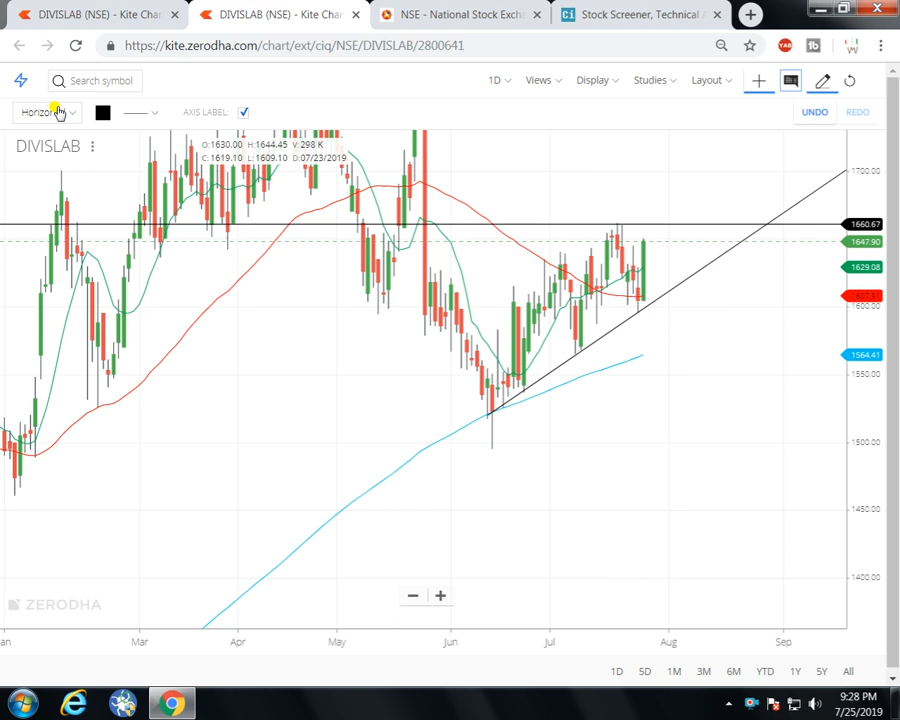 DIVISLAB (NSE) - Kite Char
DIVISLAB (NSE) - Kite Char
NSE - National Stock Excha
Stock Screener, Technical A
https://kite.zerodha.com/chart/ext/ciq/NSE/DIVISLAB/2800641
Search symbol
1D
Views
Display
Studies
Layout
Horizon
AXIS LABEL:
UNDO
REDO
DIVISLAB
O:1630.00 H:1644.45 V:298 K
C:1619.10 L:1609.10 D:07/23/2019
1700.00
1660.67
1647.90
1629.08
1600.00
1564.41
1550.00
1500.00
1450.00
1400.00
ZERODHA
an
Mar
Apr
May
Jun
Jul
Aug
Sep
1D
5D
1M
3M
6M
YTD
1Y
5Y
All
9:28 PM
7/25/2019